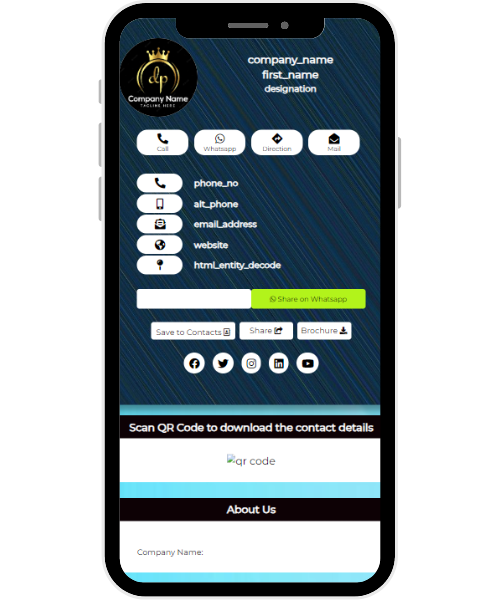 company_name
first_name
designation
dp
Company Name
TAGLINE HERE
Call
Whatsapp
Direction
Mail
phone_no
alt_phone
email_address
website
html_entity_decode
Share on Whatsapp
Save to Contacts
Share
Brochure
Scan QR Code to download the contact details
qr code
About Us
Company Name: